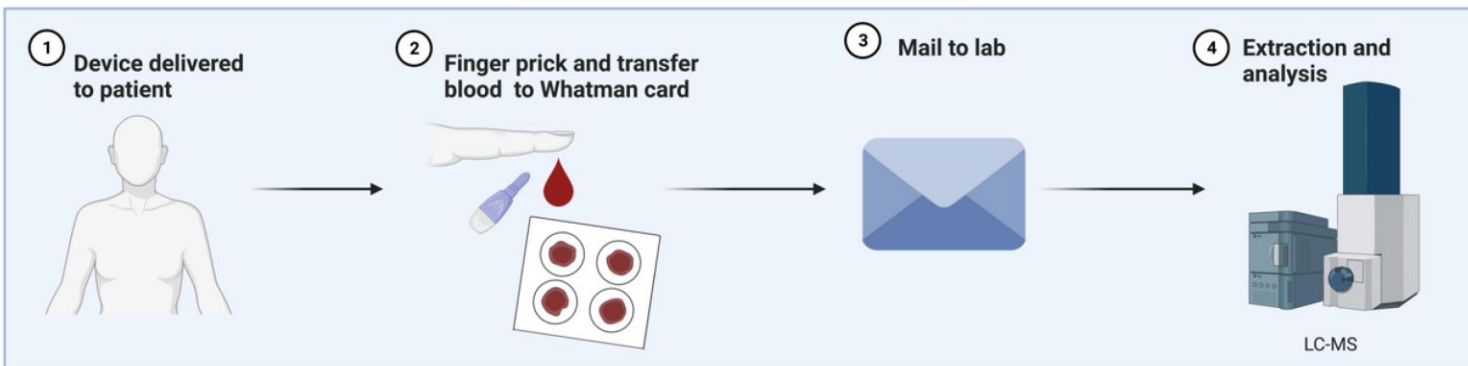 1
Device delivered
to patient
2
Finger prick and transfer
blood to Whatman card
3
Mail to lab
4
Extraction and
analysis
LC-MS